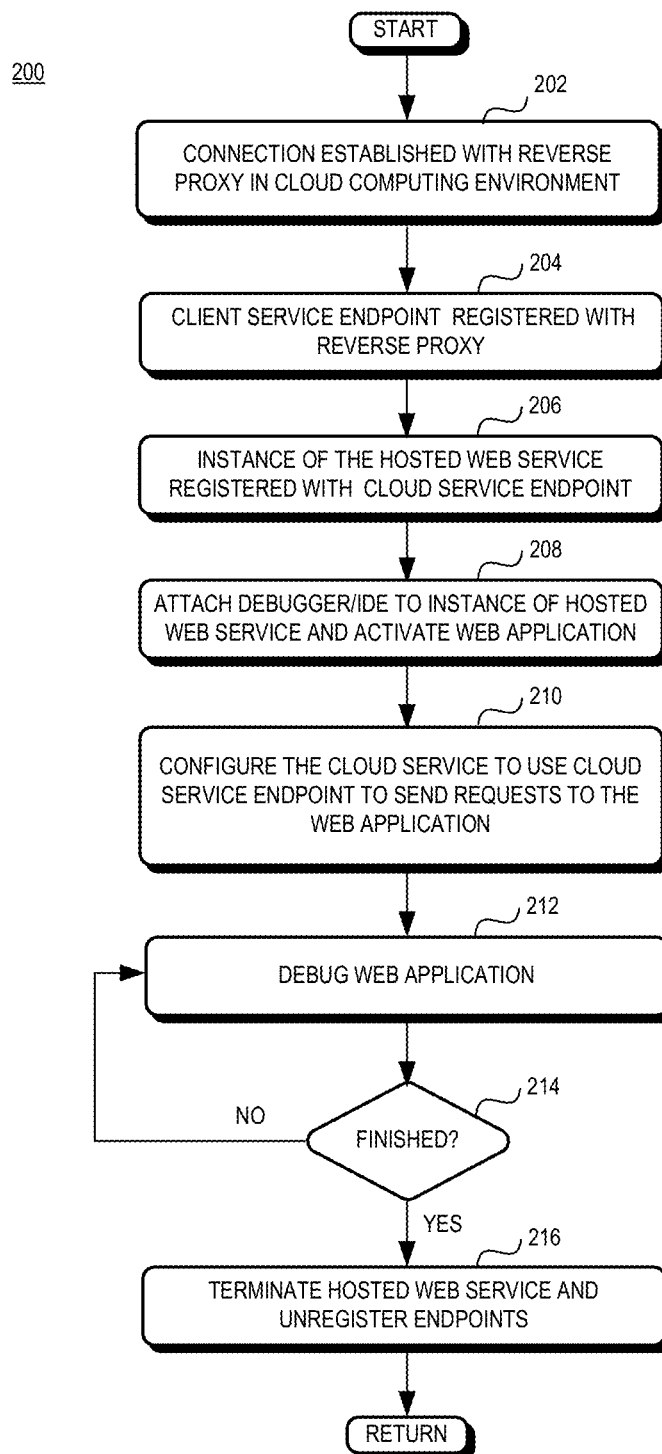 START
200
202
CONNECTION ESTABLISHED WITH REVERSE
PROXY IN CLOUD COMPUTING ENVIRONMENT
204
CLIENT SERVICE ENDPOINT REGISTERED WITH
REVERSE PROXY
206
INSTANCE OF THE HOSTED WEB SERVICE
REGISTERED WITH CLOUD SERVICE ENDPOINT
208
ATTACH DEBUGGER/IDE TO INSTANCE OF HOSTED
WEB SERVICE AND ACTIVATE WEB APPLICATION
210
CONFIGURE THE CLOUD SERVICE TO USE CLOUD
SERVICE ENDPOINT TO SEND REQUESTS TO THE
WEB APPLICATION
212
DEBUG WEB APPLICATION
214
NO
FINISHED?
YES
216
TERMINATE HOSTED WEB SERVICE AND
UNREGISTER ENDPOINTS
RETURN